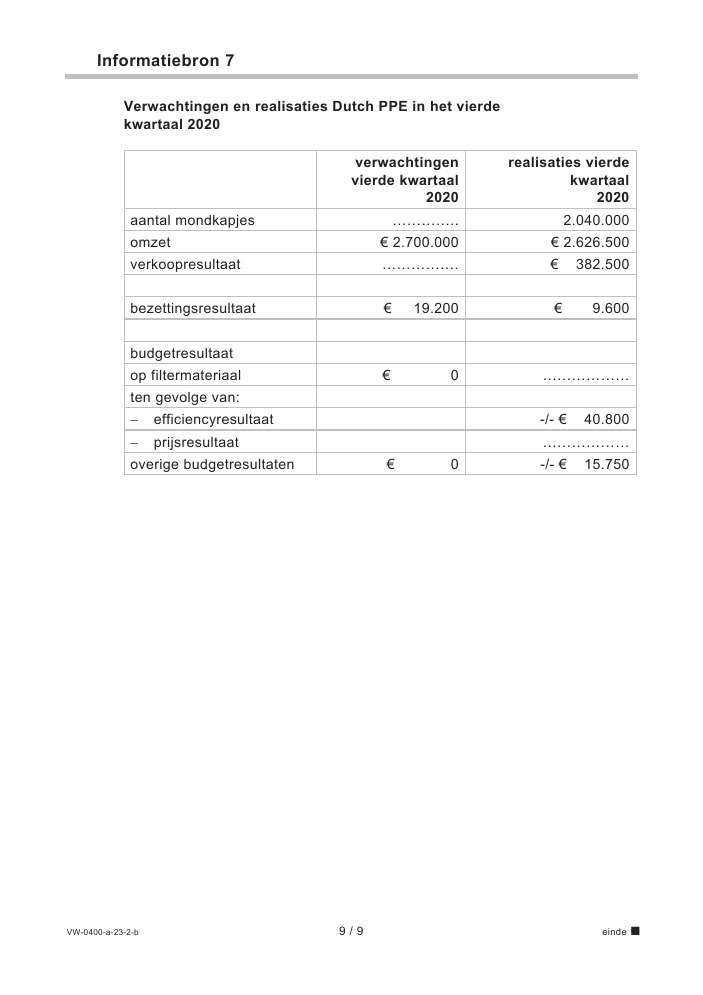 Informatiebron 7
Verwachtingen en realisaties Dutch PPE in het vierde
kwartaal 2020
verwachtingen realisaties vierde
vierde kwartaal kwartaal
2020 2020
aantal mondkapjes ………….. 2.040.000
omzet € 2.700.000 € 2.626.500
verkoopresultaat ……………. € 382.500
bezettingsresultaat € 19.200 € 9.600
budgetresultaat
op filtermateriaal € 0 ………………
ten gevolge van:
– efficiencyresultaat -/- € 40.800
– prijsresultaat ………………
overige budgetresultaten € 0 -/- € 15.750
VW-0400-a-23-2-b 9 / 9 einde ■